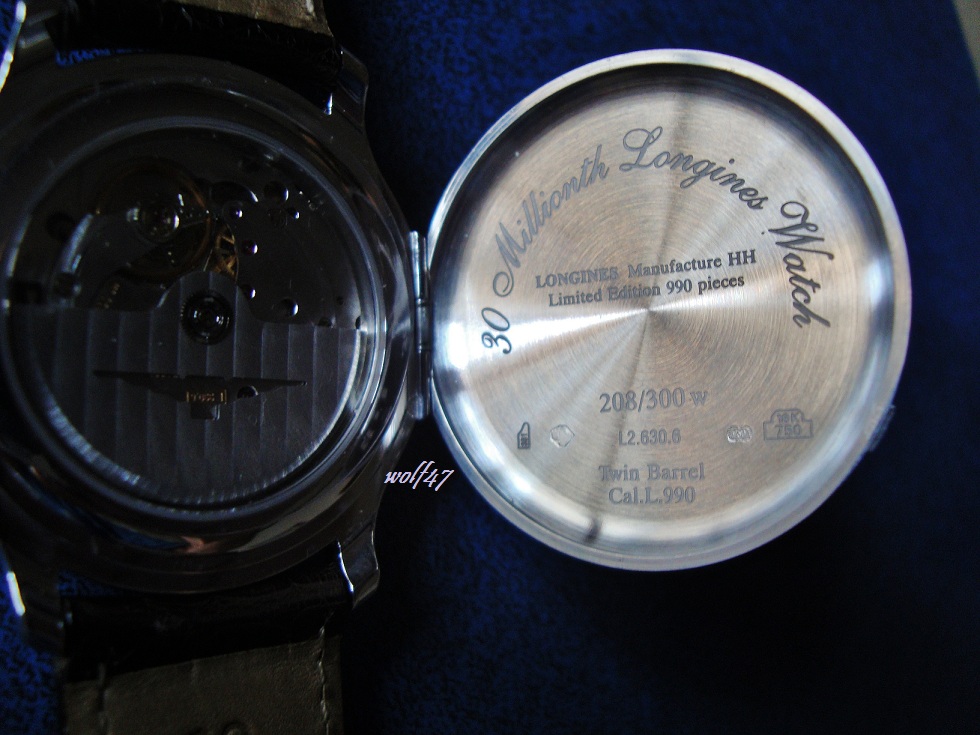 30 Millionth Longines Watch
LONGINES Manufacture HH
Limited Edition 990 pieces
208/300 w
L2.630.6
18K
750
Twin Barrel
Cal.L.990
wolf47